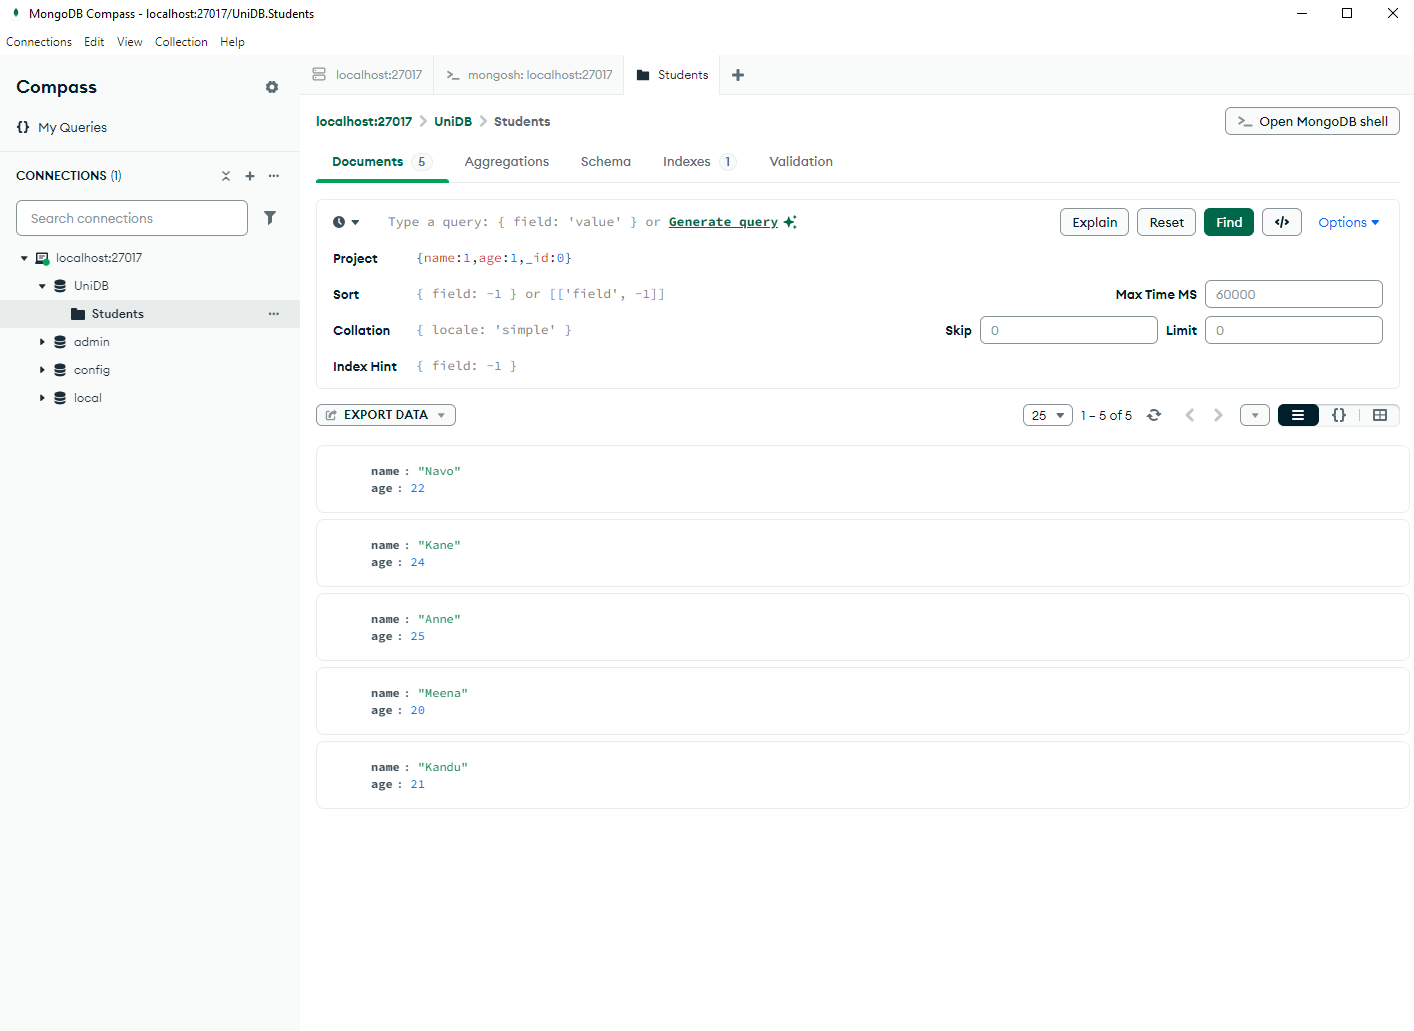 MongoDB Compass - localhost:27017/UniDB.Students
Connections Edit View Collection Help
Compass
{} My Queries
CONNECTIONS (1)
Search connections
localhost:27017
UniDB
Students
admin
config
local
localhost:27017 >_ mongosh: localhost:27017 Students +
localhost:27017 > UniDB > Students
>_ Open MongoDB shell
Documents 5 Aggregations Schema Indexes 1 Validation
Type a query: { field: 'value' } or Generate query
Explain Reset Find </> Options
Project {name:1,age:1,_id:0}
Sort { field: -1 } or [['field', -1]]
Max Time MS 60000
Collation { locale: 'simple' }
Skip 0 Limit 0
Index Hint { field: -1 }
EXPORT DATA
25 1 – 5 of 5 {}
name : "Navo"
age : 22
name : "Kane"
age : 24
name : "Anne"
age : 25
name : "Meena"
age : 20
name : "Kandu"
age : 21